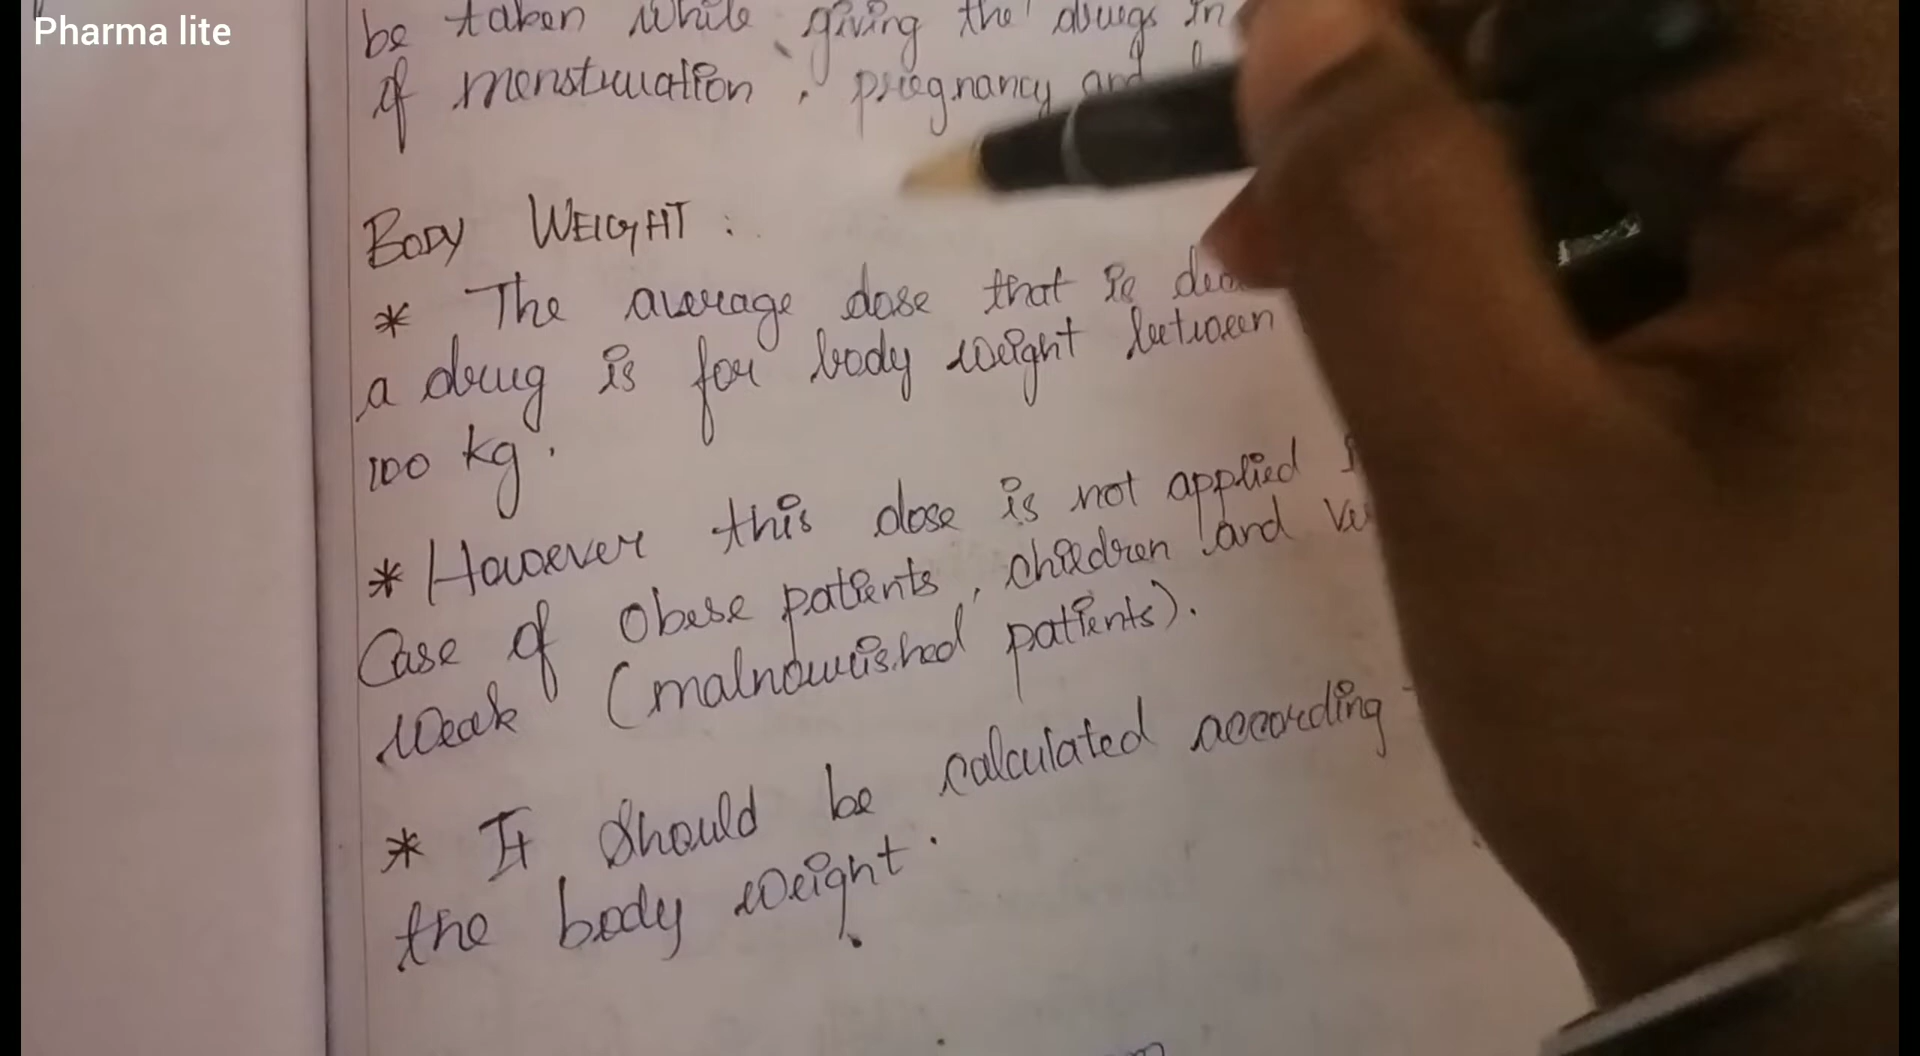 Pharma lite
be taken while giving the drugs in
of menstruation, pregnancy and
BODY WEIGHT :
* The average dose that is
a drug is for body weight between
100 kg.
* However this dose is not applied
Case of Obese patients, children and
weak (malnourished patients).
* It should be calculated according
the body weight.